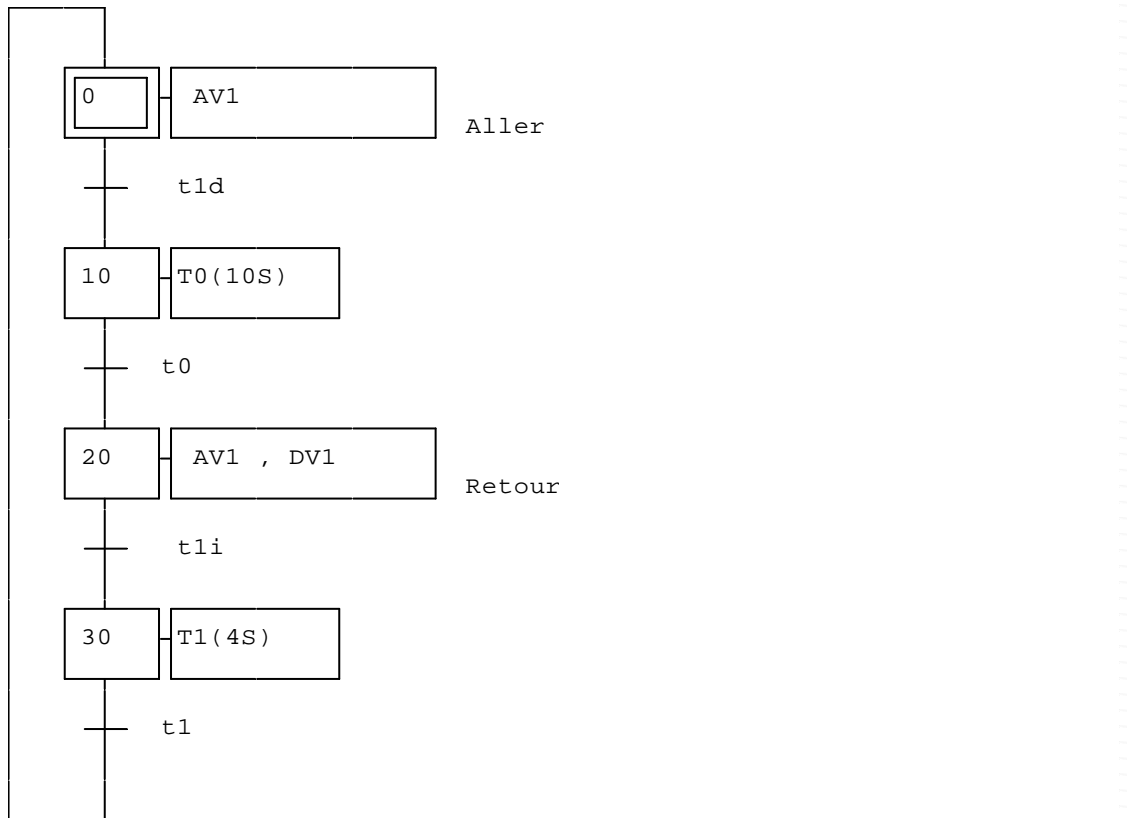 0 AV1
Aller
t1d
10 T0(10S)
t0
20 AV1 , DV1
Retour
t1i
30 T1(4S)
t1